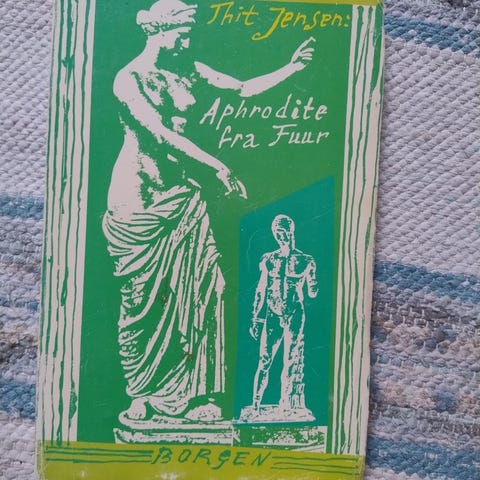 Thit Jensen:
Aphrodite
fra Fuur
BORGEN